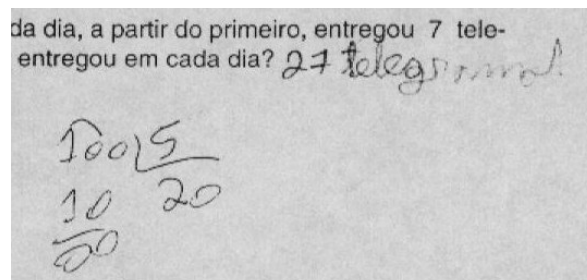 da dia, a partir do primeiro, entregou 7 tele-
entregou em cada dia? 27 telegramas
100 5
10 20
00